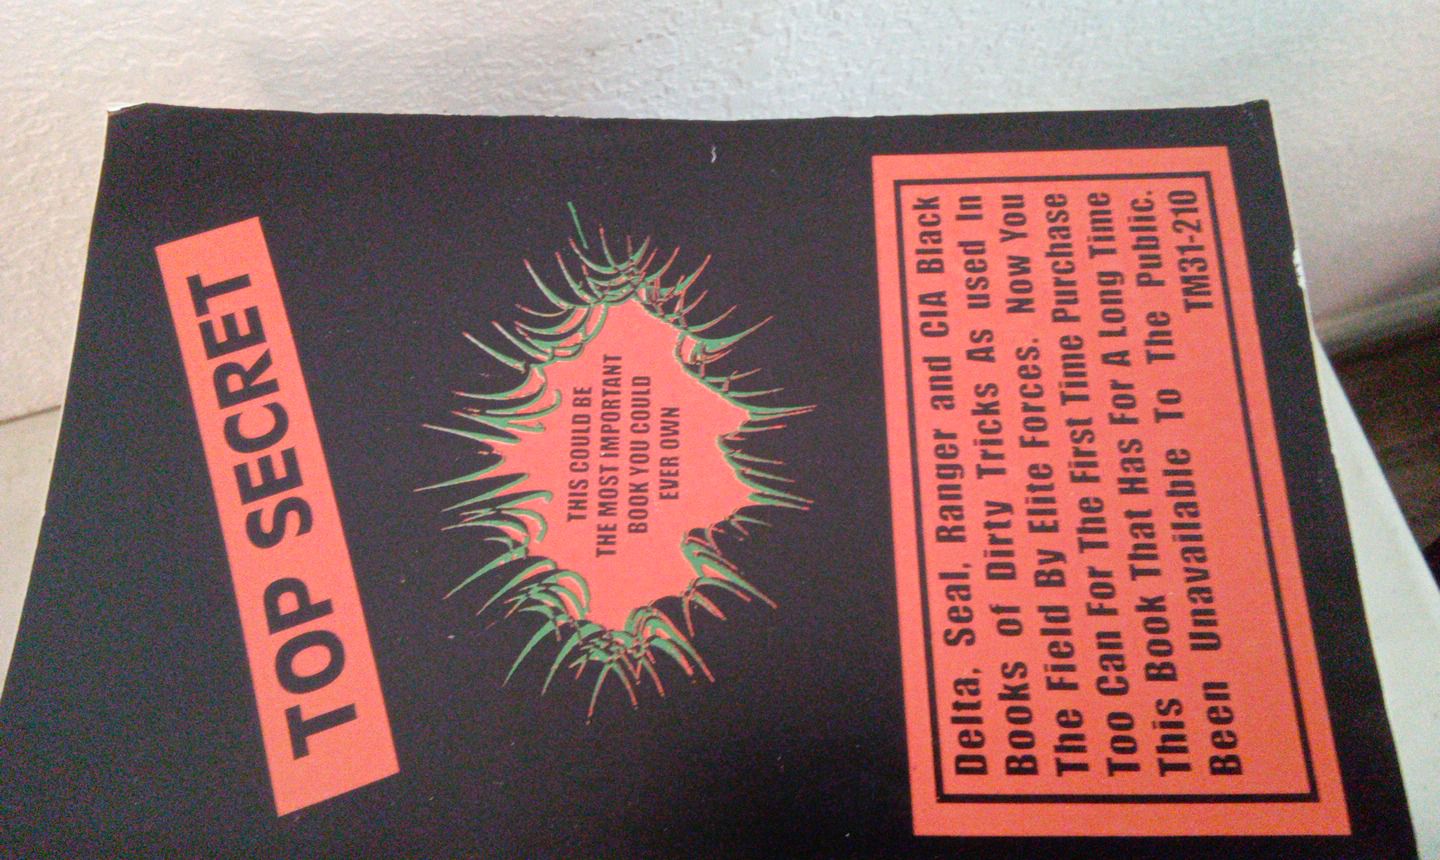 TOP SECRET
THIS COULD BE
THE MOST IMPORTANT
BOOK YOU COULD
EVER OWN
Delta, Seal, Ranger and CIA Black
Books of Dirty Tricks As used In
The Field By Elite Forces. Now You
Too Can For The First Time Purchase
This Book That Has For A Long Time
Been Unavailable To The Public.
TM31-210